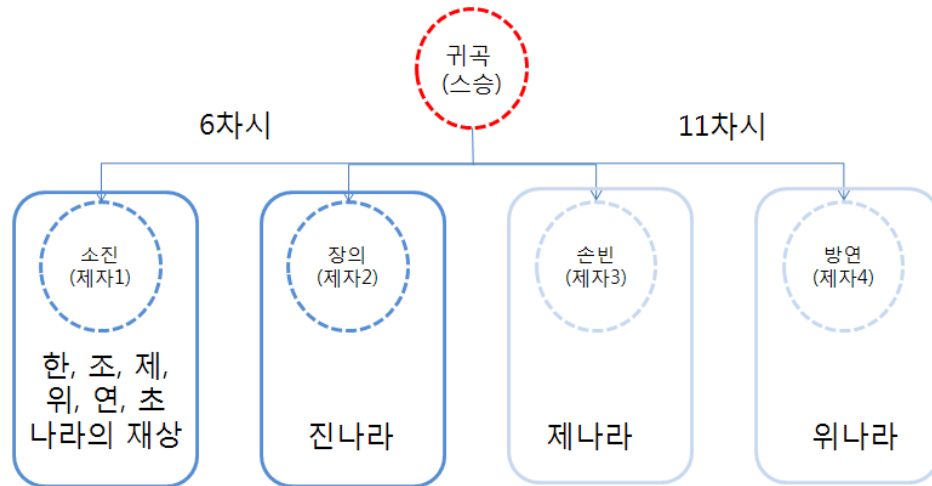 귀곡
(스승)
6차시
11차시
소진
(제자1)
장의
(제자2)
손빈
(제자3)
방연
(제자4)
한, 조, 제,
위, 연, 초
나라의 재상
진나라
제나라
위나라